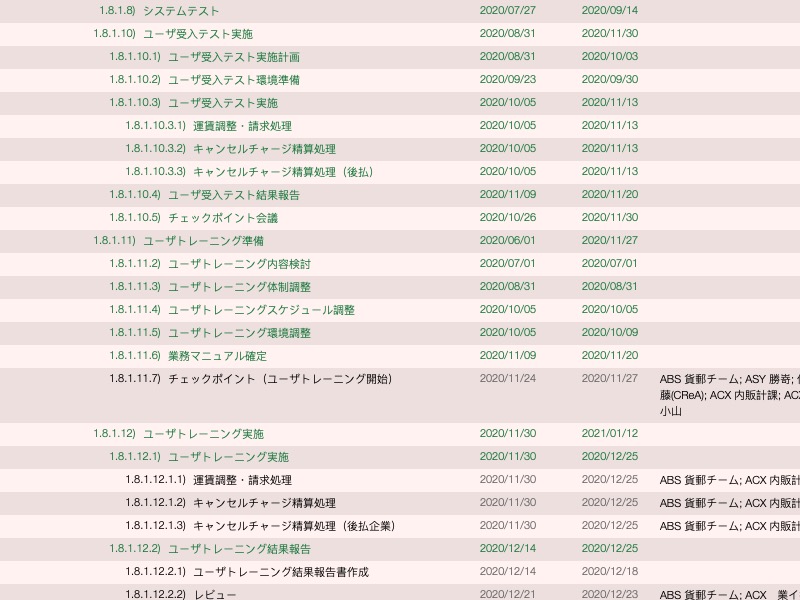 1.8.1.8) システムテスト 2020/07/27 2020/09/14
1.8.1.10) ユーザ受入テスト実施 2020/08/31 2020/11/30
1.8.1.10.1) ユーザ受入テスト実施計画 2020/08/31 2020/10/03
1.8.1.10.2) ユーザ受入テスト環境準備 2020/09/23 2020/09/30
1.8.1.10.3) ユーザ受入テスト実施 2020/10/05 2020/11/13
1.8.1.10.3.1) 運賃調整・請求処理 2020/10/05 2020/11/13
1.8.1.10.3.2) キャンセルチャージ精算処理 2020/10/05 2020/11/13
1.8.1.10.3.3) キャンセルチャージ精算処理（後払） 2020/10/05 2020/11/13
1.8.1.10.4) ユーザ受入テスト結果報告 2020/11/09 2020/11/20
1.8.1.10.5) チェックポイント会議 2020/10/26 2020/11/30
1.8.1.11) ユーザトレーニング準備 2020/06/01 2020/11/27
1.8.1.11.2) ユーザトレーニング内容検討 2020/07/01 2020/07/01
1.8.1.11.3) ユーザトレーニング体制調整 2020/08/31 2020/08/31
1.8.1.11.4) ユーザトレーニングスケジュール調整 2020/10/05 2020/10/05
1.8.1.11.5) ユーザトレーニング環境調整 2020/10/05 2020/10/09
1.8.1.11.6) 業務マニュアル確定 2020/11/09 2020/11/20
1.8.1.11.7) チェックポイント（ユーザトレーニング開始） 2020/11/24 2020/11/27 ABS 貨郵チーム; ASY 勝嵜;
藤(CReA); ACX 内販計課; ACX
小山
1.8.1.12) ユーザトレーニング実施 2020/11/30 2021/01/12
1.8.1.12.1) ユーザトレーニング実施 2020/11/30 2020/12/25
1.8.1.12.1.1) 運賃調整・請求処理 2020/11/30 2020/12/25 ABS 貨郵チーム; ACX 内販計
1.8.1.12.1.2) キャンセルチャージ精算処理 2020/11/30 2020/12/25 ABS 貨郵チーム; ACX 内販計
1.8.1.12.1.3) キャンセルチャージ精算処理（後払企業） 2020/11/30 2020/12/25 ABS 貨郵チーム; ACX 内販計
1.8.1.12.2) ユーザトレーニング結果報告 2020/12/14 2020/12/25
1.8.1.12.2.1) ユーザトレーニング結果報告書作成 2020/12/14 2020/12/18
1.8.1.12.2.2) レビュー 2020/12/21 2020/12/23 ABS 貨郵チーム; ACX 業イ